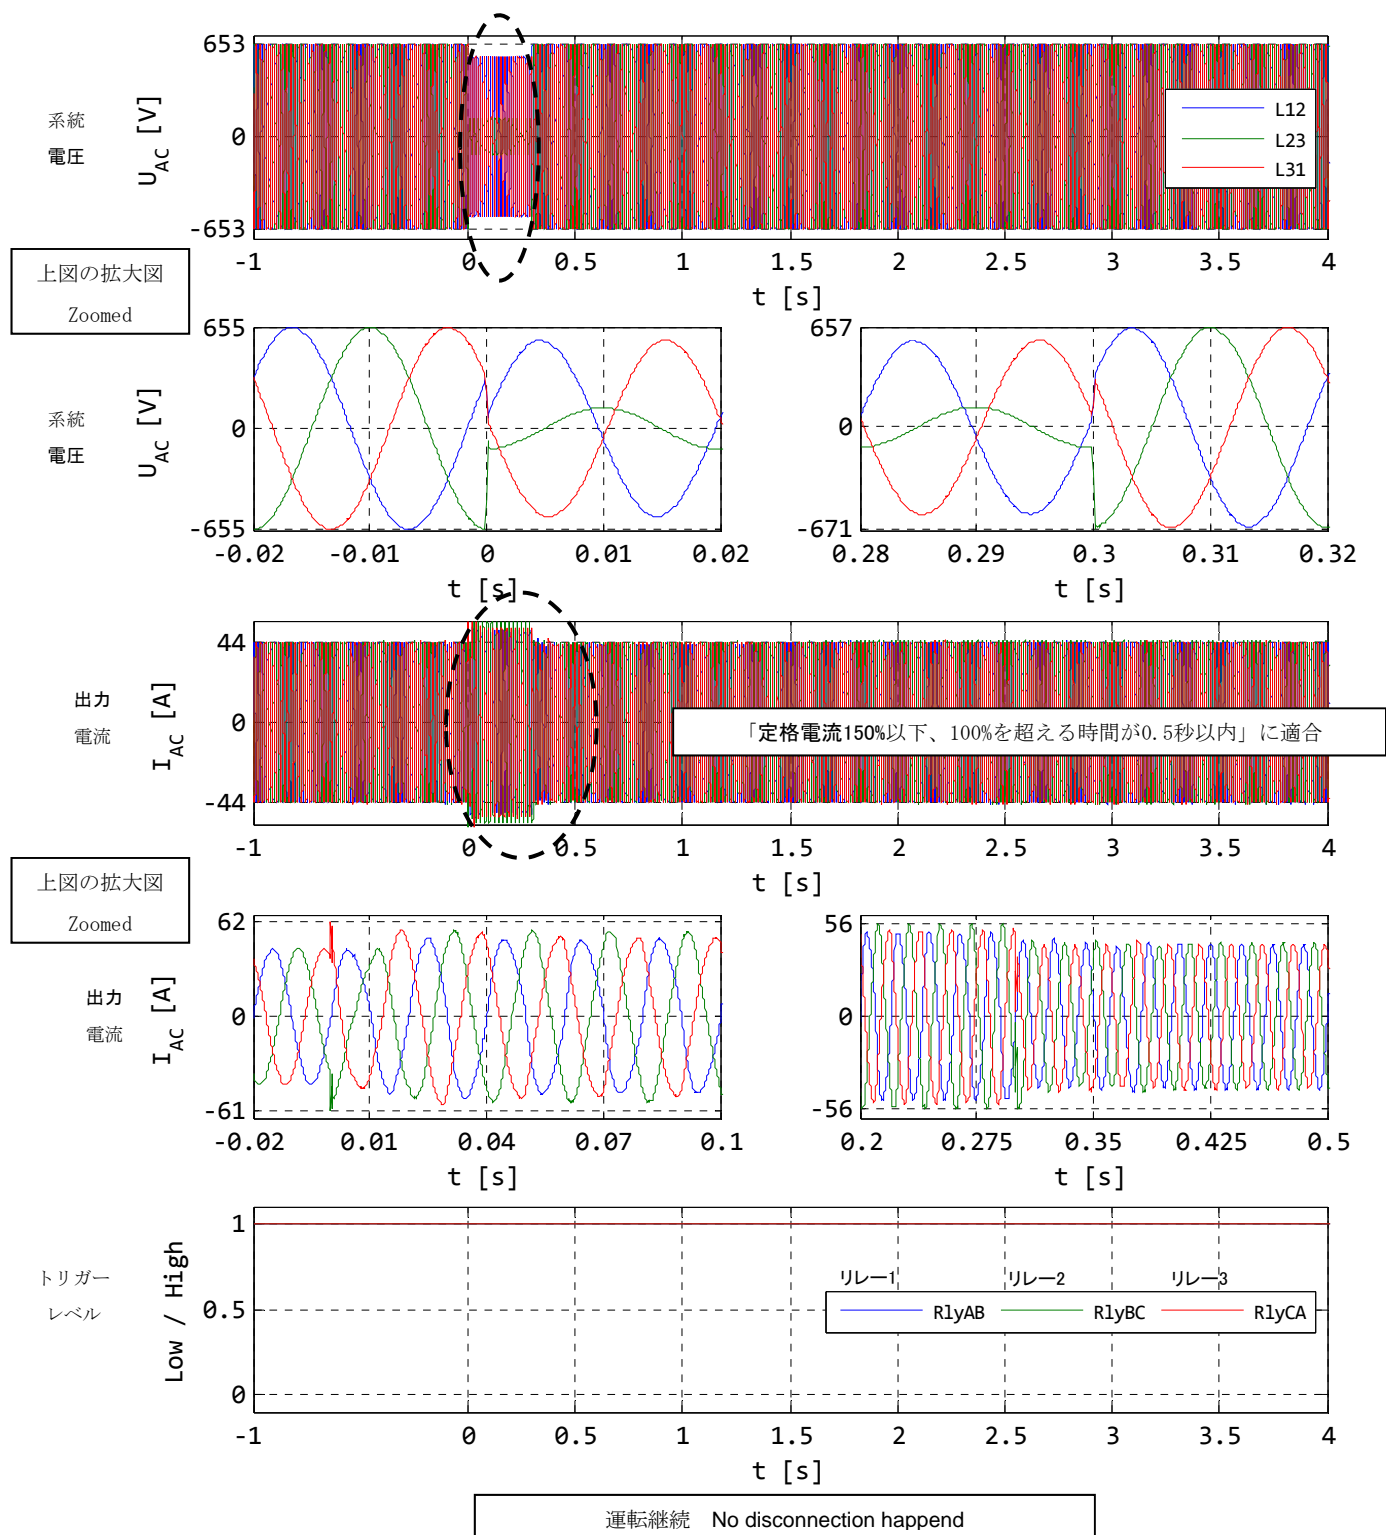 653
0
-653
系統
電圧
U_AC [V]
L12
L23
L31
-1 0 0.5 1 1.5 2 2.5 3 3.5 4
t [s]
上図の拡大図
Zoomed
655
0
-655
系統
電圧
U_AC [V]
-0.02 -0.01 0 0.01 0.02
t [s]
657
0
-671
0.28 0.29 0.3 0.31 0.32
t [s]
44
0
-44
出力
電流
I_AC [A]
「定格電流150%以下、100%を超える時間が0.5秒以内」に適合
-1 0 0.5 1 1.5 2 2.5 3 3.5 4
t [s]
上図の拡大図
Zoomed
62
0
-61
出力
電流
I_AC [A]
-0.02 0.01 0.04 0.07 0.1
t [s]
56
0
-56
0.2 0.275 0.35 0.425 0.5
t [s]
1
0.5
0
トリガー
レベル
Low / High
リレー1 リレー2 リレー3
RlyAB RlyBC RlyCA
-1 0 0.5 1 1.5 2 2.5 3 3.5 4
t [s]
運転継続 No disconnection happend